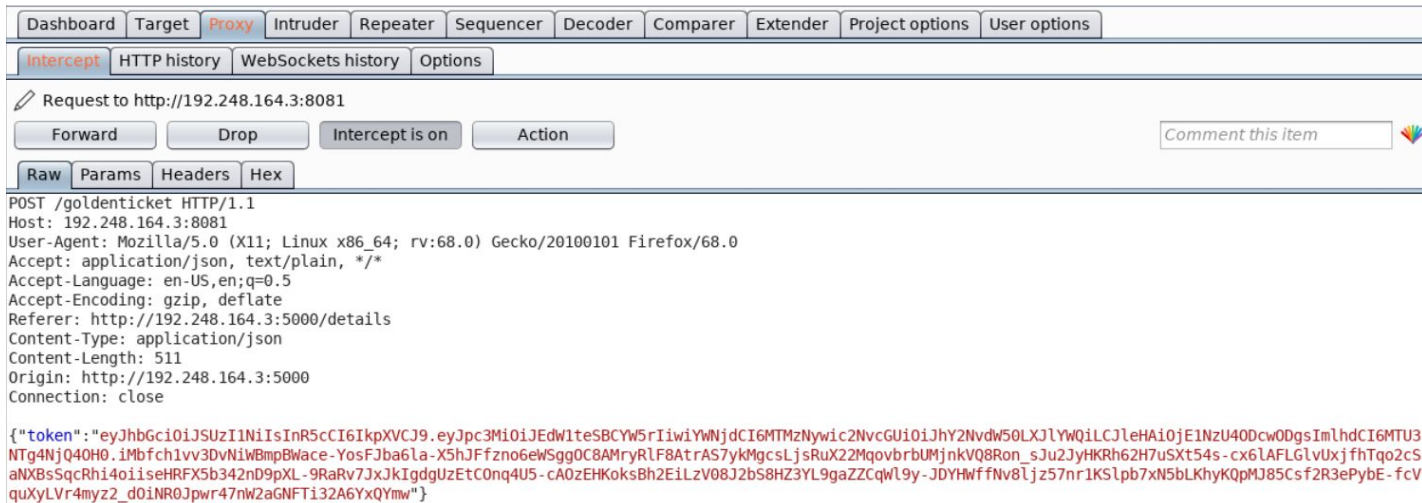 Dashboard Target Proxy Intruder Repeater Sequencer Decoder Comparer Extender Project options User options
Intercept HTTP history WebSockets history Options
Request to http://192.248.164.3:8081
Forward Drop Intercept is on Action Comment this item
Raw Params Headers Hex
POST /goldenticket HTTP/1.1
Host: 192.248.164.3:8081
User-Agent: Mozilla/5.0 (X11; Linux x86_64; rv:68.0) Gecko/20100101 Firefox/68.0
Accept: application/json, text/plain, */*
Accept-Language: en-US,en;q=0.5
Accept-Encoding: gzip, deflate
Referer: http://192.248.164.3:5000/details
Content-Type: application/json
Content-Length: 511
Origin: http://192.248.164.3:5000
Connection: close
{"token":"eyJhbGciOiJSUzI1NiIsInR5cCI6IkpXVCJ9.eyJpc3MiOiJEdW1teSBCYW5rIiwiYWNjdCI6MTMzNywic2NvcGUiOiJhY2NvdW50LXJlYWQiLCJleHAiOjE1NzU4ODcwODgsImlhdCI6MTU3
NTg4NjQ4OH0.iMbfch1vv3DvNiWBmpBWace-YosFJba6la-X5hJFfzno6eWSggOC8AMryRlF8AtrAS7ykMgcsLjsRuX22MqovbrbUMjnkVQ8Ron_sJu2JyHKRh62H7uSXt54s-cx6lAFLGlvUxjfhTqo2cS
aNXBsSqcRhi4oiiseHRFX5b342nD9pXL-9RaRv7JxJkIgdgUzEtCOnq4U5-cAOzEHKoksBh2EiLzV08J2bS8HZ3YL9gaZZCqWl9y-JDYHWffNv8ljz57nr1KSlpb7xN5bLKhyKQpMJ85Csf2R3ePybE-fcV
quXyLVr4myz2_dOiNR0Jpwr47nW2aGNFTi32A6YxQYmw"}